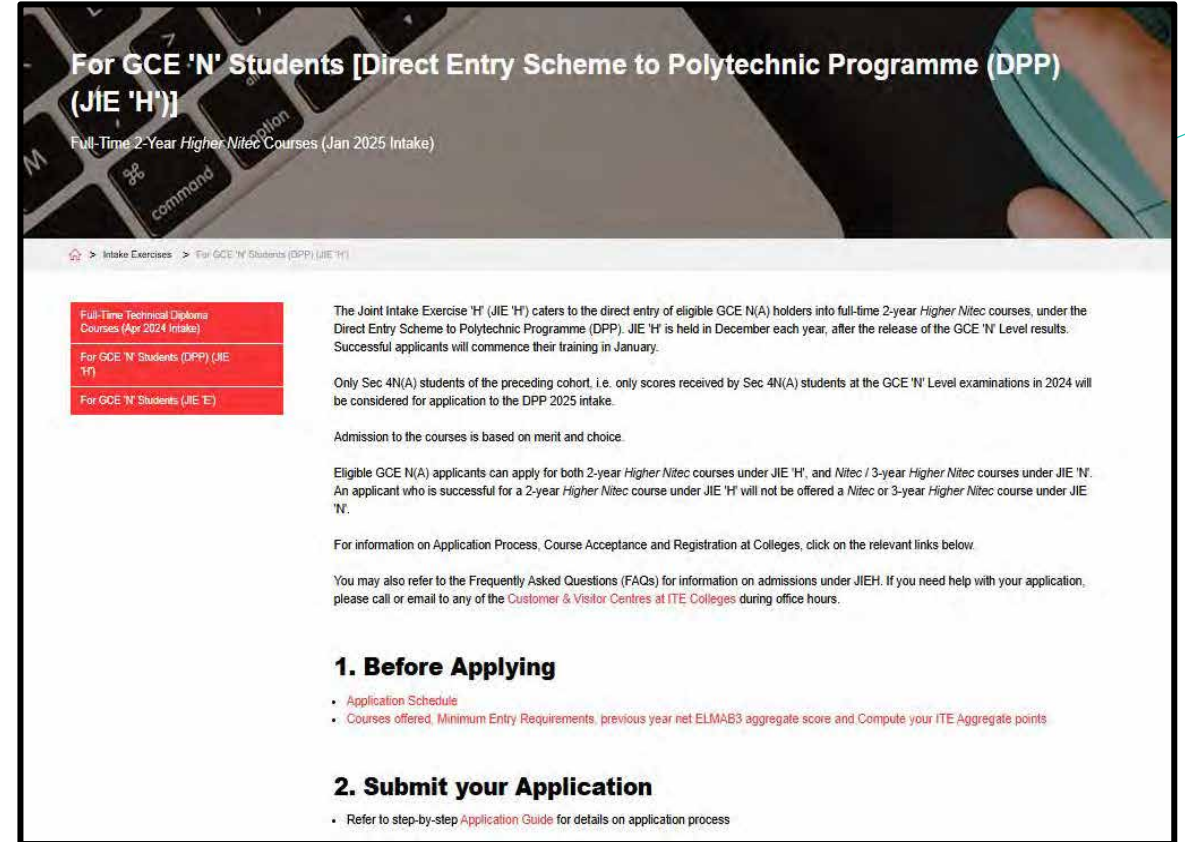 For GCE 'N' Students [Direct Entry Scheme to Polytechnic Programme (DPP)
(JIE 'H')]
Full-Time 2-Year Higher Nitec Courses (Jan 2025 Intake)
option
W
⌘
command
> Intake Exercises > For GCE 'N' Students (DPP) (JIE 'H')
Full-Time Technical Diploma
Courses (Apr 2024 Intake)
For GCE 'N' Students (DPP) (JIE
'H')
For GCE 'N' Students (JIE 'E')
The Joint Intake Exercise 'H' (JIE 'H') caters to the direct entry of eligible GCE N(A) holders into full-time 2-year Higher Nitec courses, under the
Direct Entry Scheme to Polytechnic Programme (DPP). JIE 'H' is held in December each year, after the release of the GCE 'N' Level results.
Successful applicants will commence their training in January.
Only Sec 4N(A) students of the preceding cohort, i.e. only scores received by Sec 4N(A) students at the GCE 'N' Level examinations in 2024 will
be considered for application to the DPP 2025 intake.
Admission to the courses is based on merit and choice.
Eligible GCE N(A) applicants can apply for both 2-year Higher Nitec courses under JIE 'H', and Nitec / 3-year Higher Nitec courses under JIE 'N'.
An applicant who is successful for a 2-year Higher Nitec course under JIE 'H' will not be offered a Nitec or 3-year Higher Nitec course under JIE
'N'.
For information on Application Process, Course Acceptance and Registration at Colleges, click on the relevant links below.
You may also refer to the Frequently Asked Questions (FAQs) for information on admissions under JIEH. If you need help with your application,
please call or email to any of the Customer & Visitor Centres at ITE Colleges during office hours.
1. Before Applying
• Application Schedule
• Courses offered, Minimum Entry Requirements, previous year net ELMAB3 aggregate score and Compute your ITE Aggregate points
2. Submit your Application
• Refer to step-by-step Application Guide for details on application process